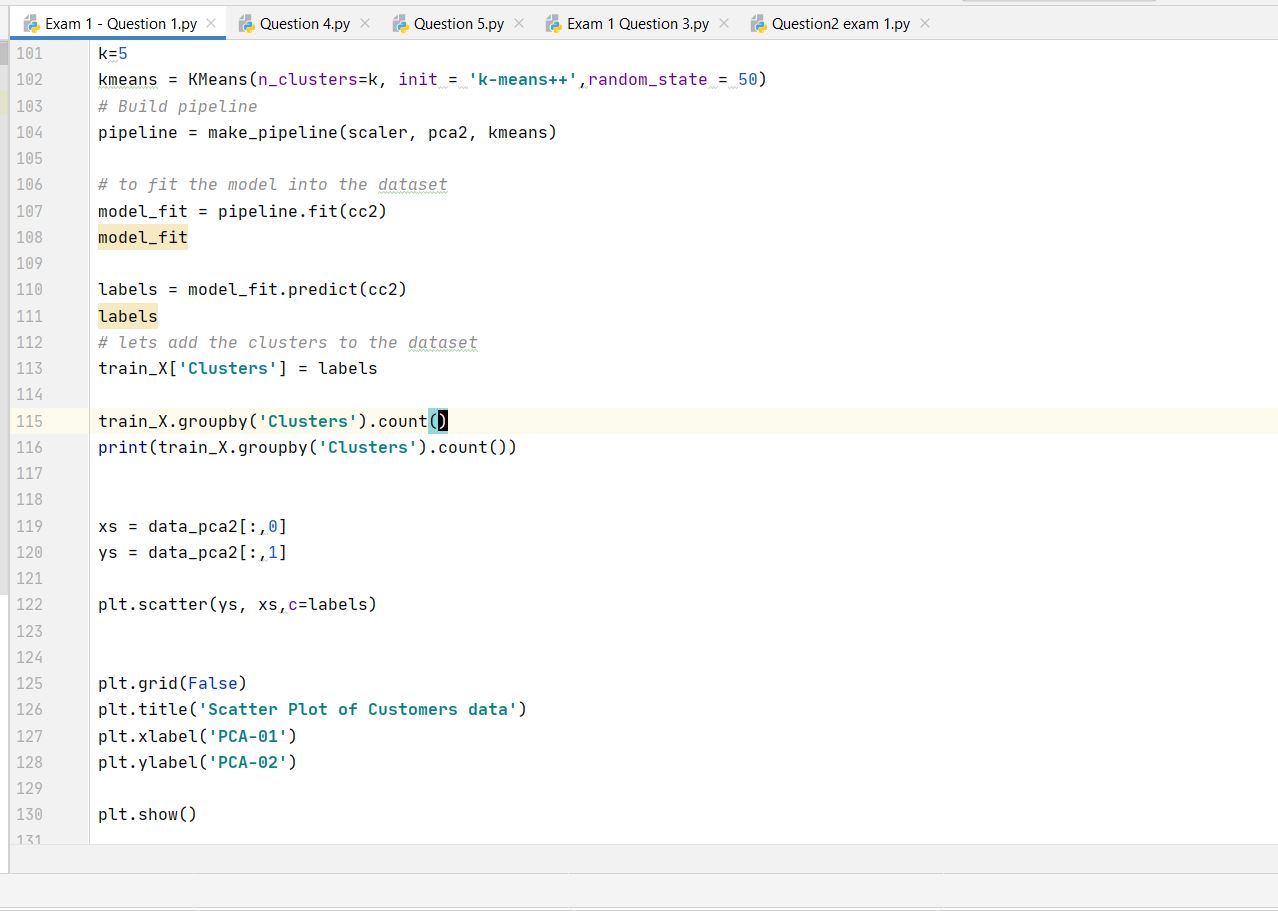 Exam 1 - Question 1.py Question 4.py Question 5.py Exam 1 Question 3.py Question2 exam 1.py
101 k=5
102 kmeans = KMeans(n_clusters=k, init = 'k-means++',random_state = 50)
103 # Build pipeline
104 pipeline = make_pipeline(scaler, pca2, kmeans)
105
106 # to fit the model into the dataset
107 model_fit = pipeline.fit(cc2)
108 model_fit
109
110 labels = model_fit.predict(cc2)
111 labels
112 # lets add the clusters to the dataset
113 train_X['Clusters'] = labels
114
115 train_X.groupby('Clusters').count()
116 print(train_X.groupby('Clusters').count())
117
118
119 xs = data_pca2[:,0]
120 ys = data_pca2[:,1]
121
122 plt.scatter(ys, xs,c=labels)
123
124
125 plt.grid(False)
126 plt.title('Scatter Plot of Customers data')
127 plt.xlabel('PCA-01')
128 plt.ylabel('PCA-02')
129
130 plt.show()
131